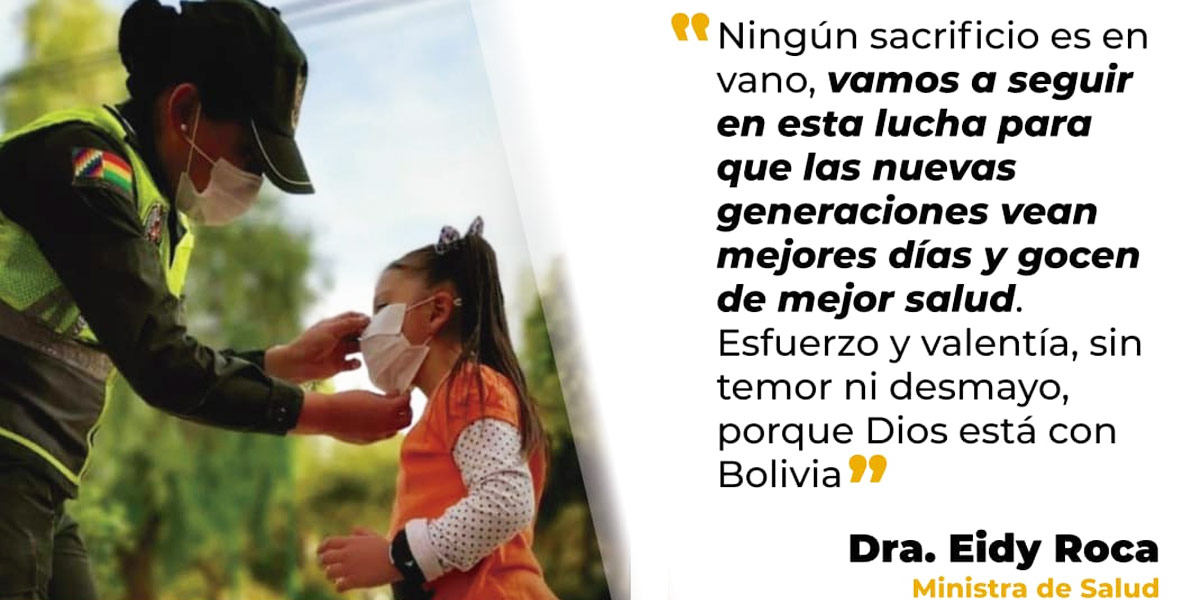 “Ningún sacrificio es en
vano, vamos a seguir
en esta lucha para
que las nuevas
generaciones vean
mejores días y gocen
de mejor salud.
Esfuerzo y valentía, sin
temor ni desmayo,
porque Dios está con
Bolivia”
Dra. Eidy Roca
Ministra de Salud